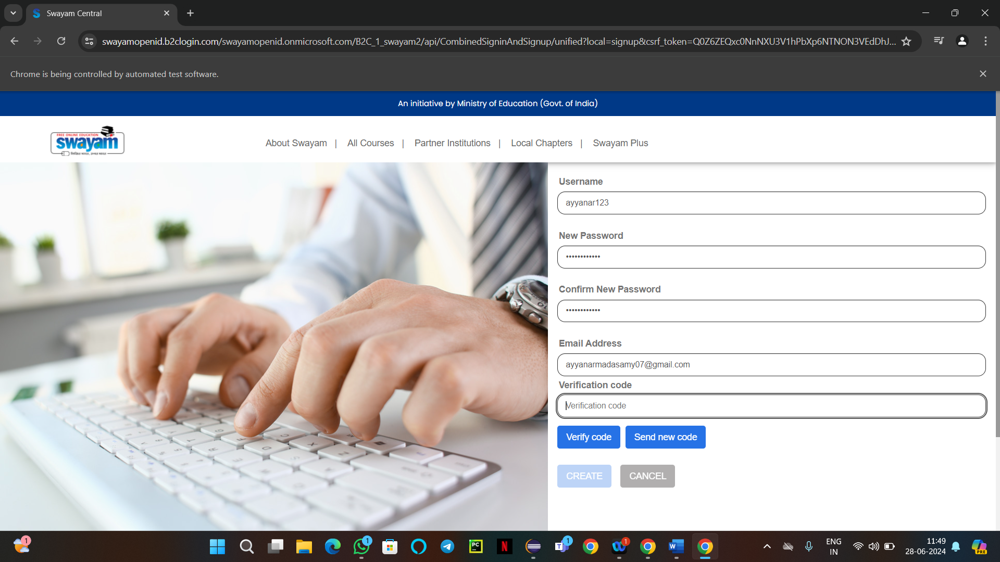 Swayam Central
swayamopenid.b2clogin.com/swayamopenid.onmicrosoft.com/B2C_1_swayam2/api/CombinedSigninAndSignup/unified?local=signup&csrf_token=Q0Z6ZEQxc0NnNXU3V1hPbXp6NTNON3VEdDhJ...
Chrome is being controlled by automated test software.
An initiative by Ministry of Education (Govt. of India)
FREE ONLINE EDUCATION
swayam
About Swayam | All Courses | Partner Institutions | Local Chapters | Swayam Plus
Username
ayyanar123
New Password
••••••••••••
Confirm New Password
••••••••••••
Email Address
ayyanarmadasamy07@gmail.com
Verification code
Verification code
Verify code Send new code
CREATE CANCEL
1
1
PC
N
T
1
1
W
ENG
IN
11:49
28-06-2024
PRE